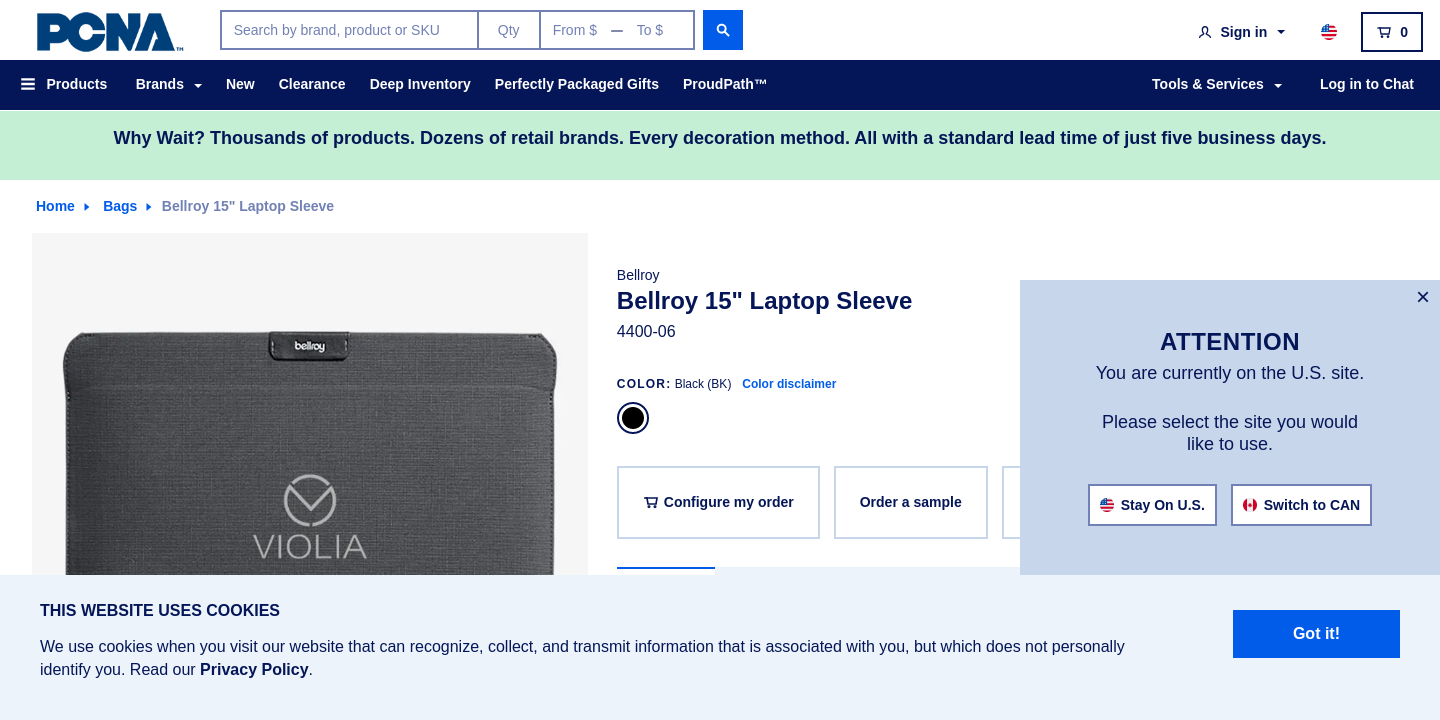 PCNA™
Search by brand, product or SKU
Qty
From $ — To $
Sign in
0
Products
Brands
New
Clearance
Deep Inventory
Perfectly Packaged Gifts
ProudPath™
Tools & Services
Log in to Chat
Why Wait? Thousands of products. Dozens of retail brands. Every decoration method. All with a standard lead time of just five business days.
Home
Bags
Bellroy 15" Laptop Sleeve
bellroy
VIOLIA
Bellroy
Bellroy 15" Laptop Sleeve
4400-06
COLOR: Black (BK) Color disclaimer
Configure my order
Order a sample
×
ATTENTION
You are currently on the U.S. site.
Please select the site you would
like to use.
Stay On U.S.
Switch to CAN
THIS WEBSITE USES COOKIES
We use cookies when you visit our website that can recognize, collect, and transmit information that is associated with you, but which does not personally
identify you. Read our Privacy Policy.
Got it!